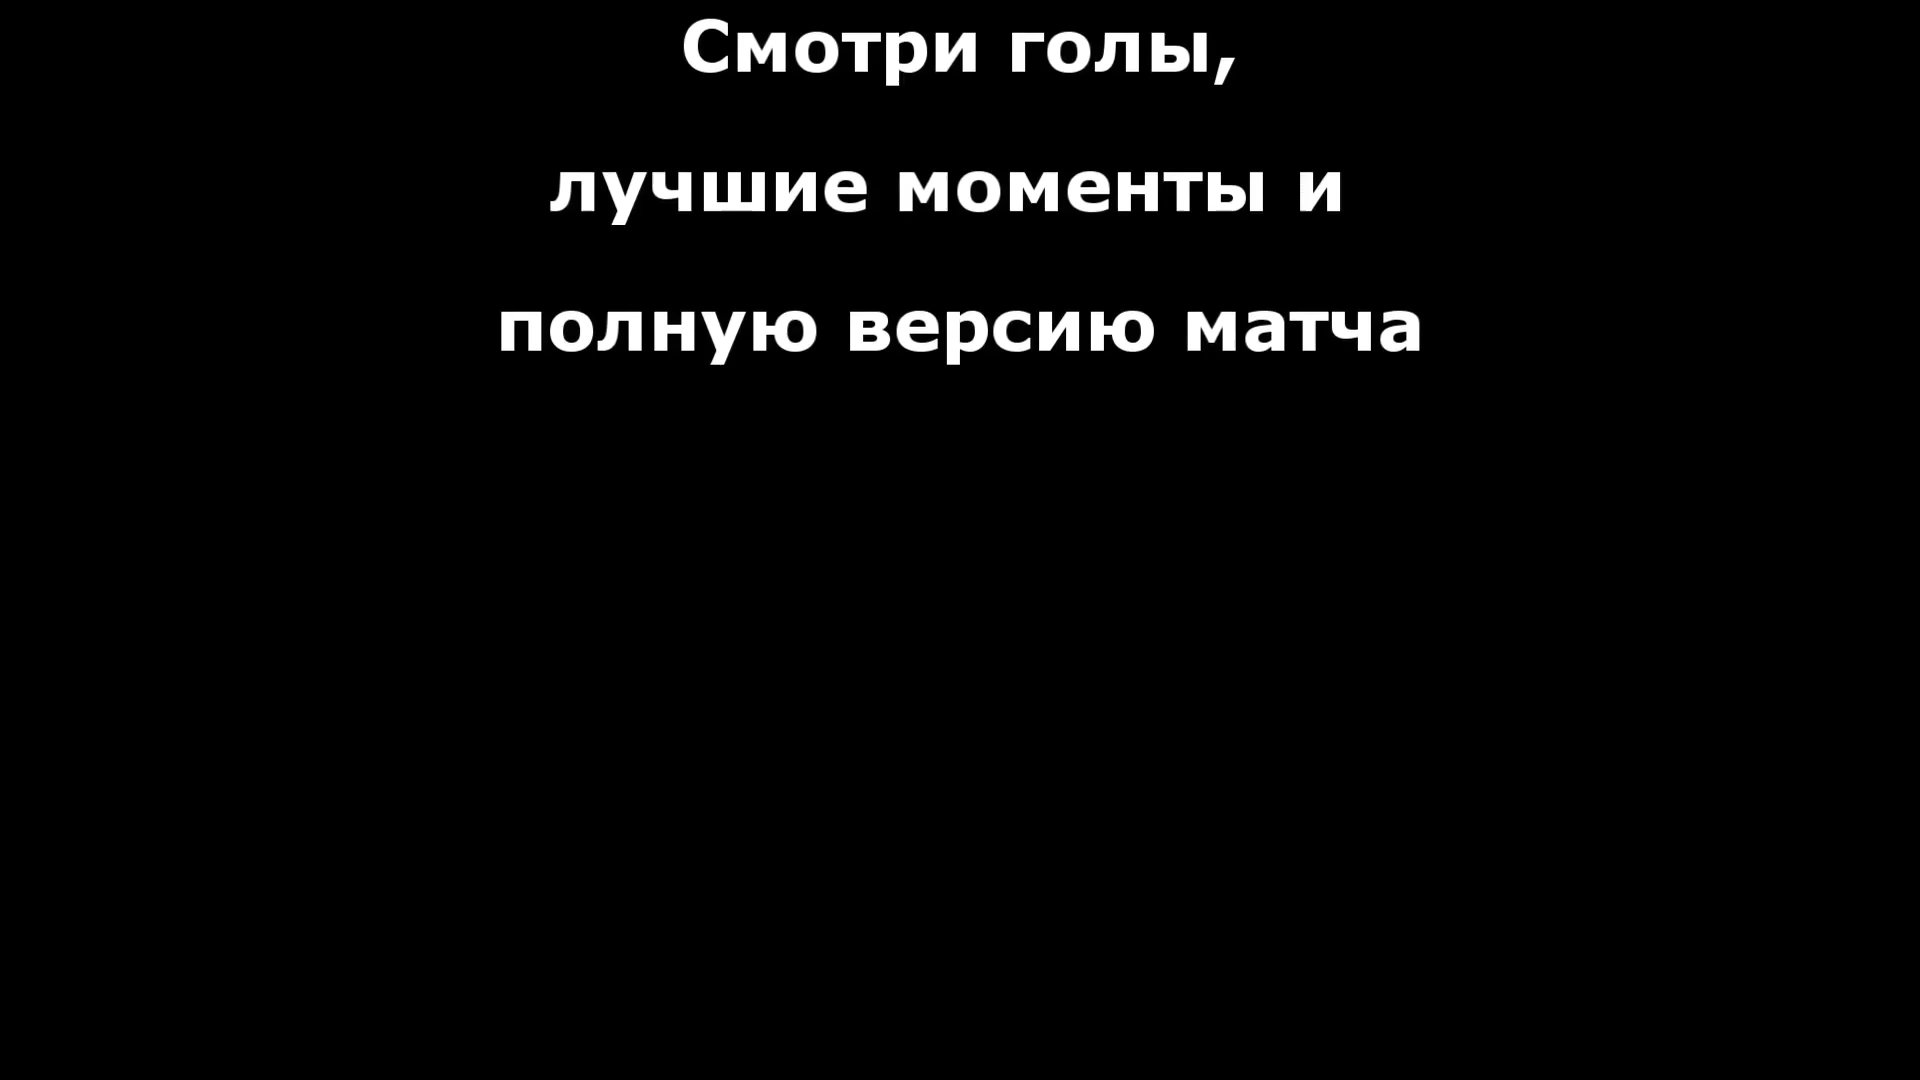 Смотри голы,
лучшие моменты и
полную версию матча